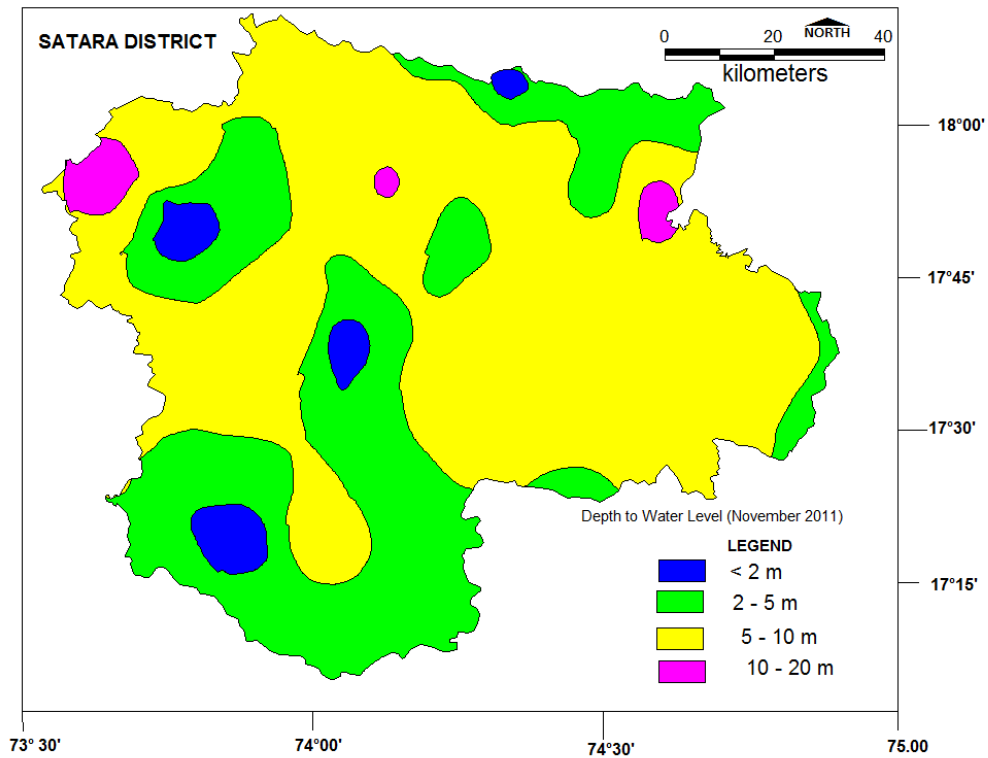 SATARA DISTRICT
0 20 40
NORTH
kilometers
18°00'
17°45'
17°30'
17°15'
Depth to Water Level (November 2011)
LEGEND
< 2 m
2 - 5 m
5 - 10 m
10 - 20 m
73° 30' 74°00' 74°30' 75.00